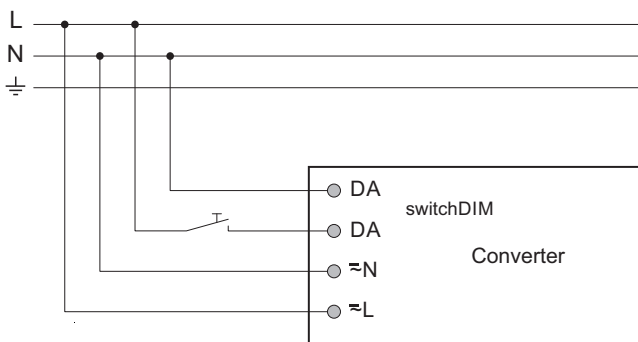 L
N
DA
switchDIM
DA
Converter
≂N
≂L